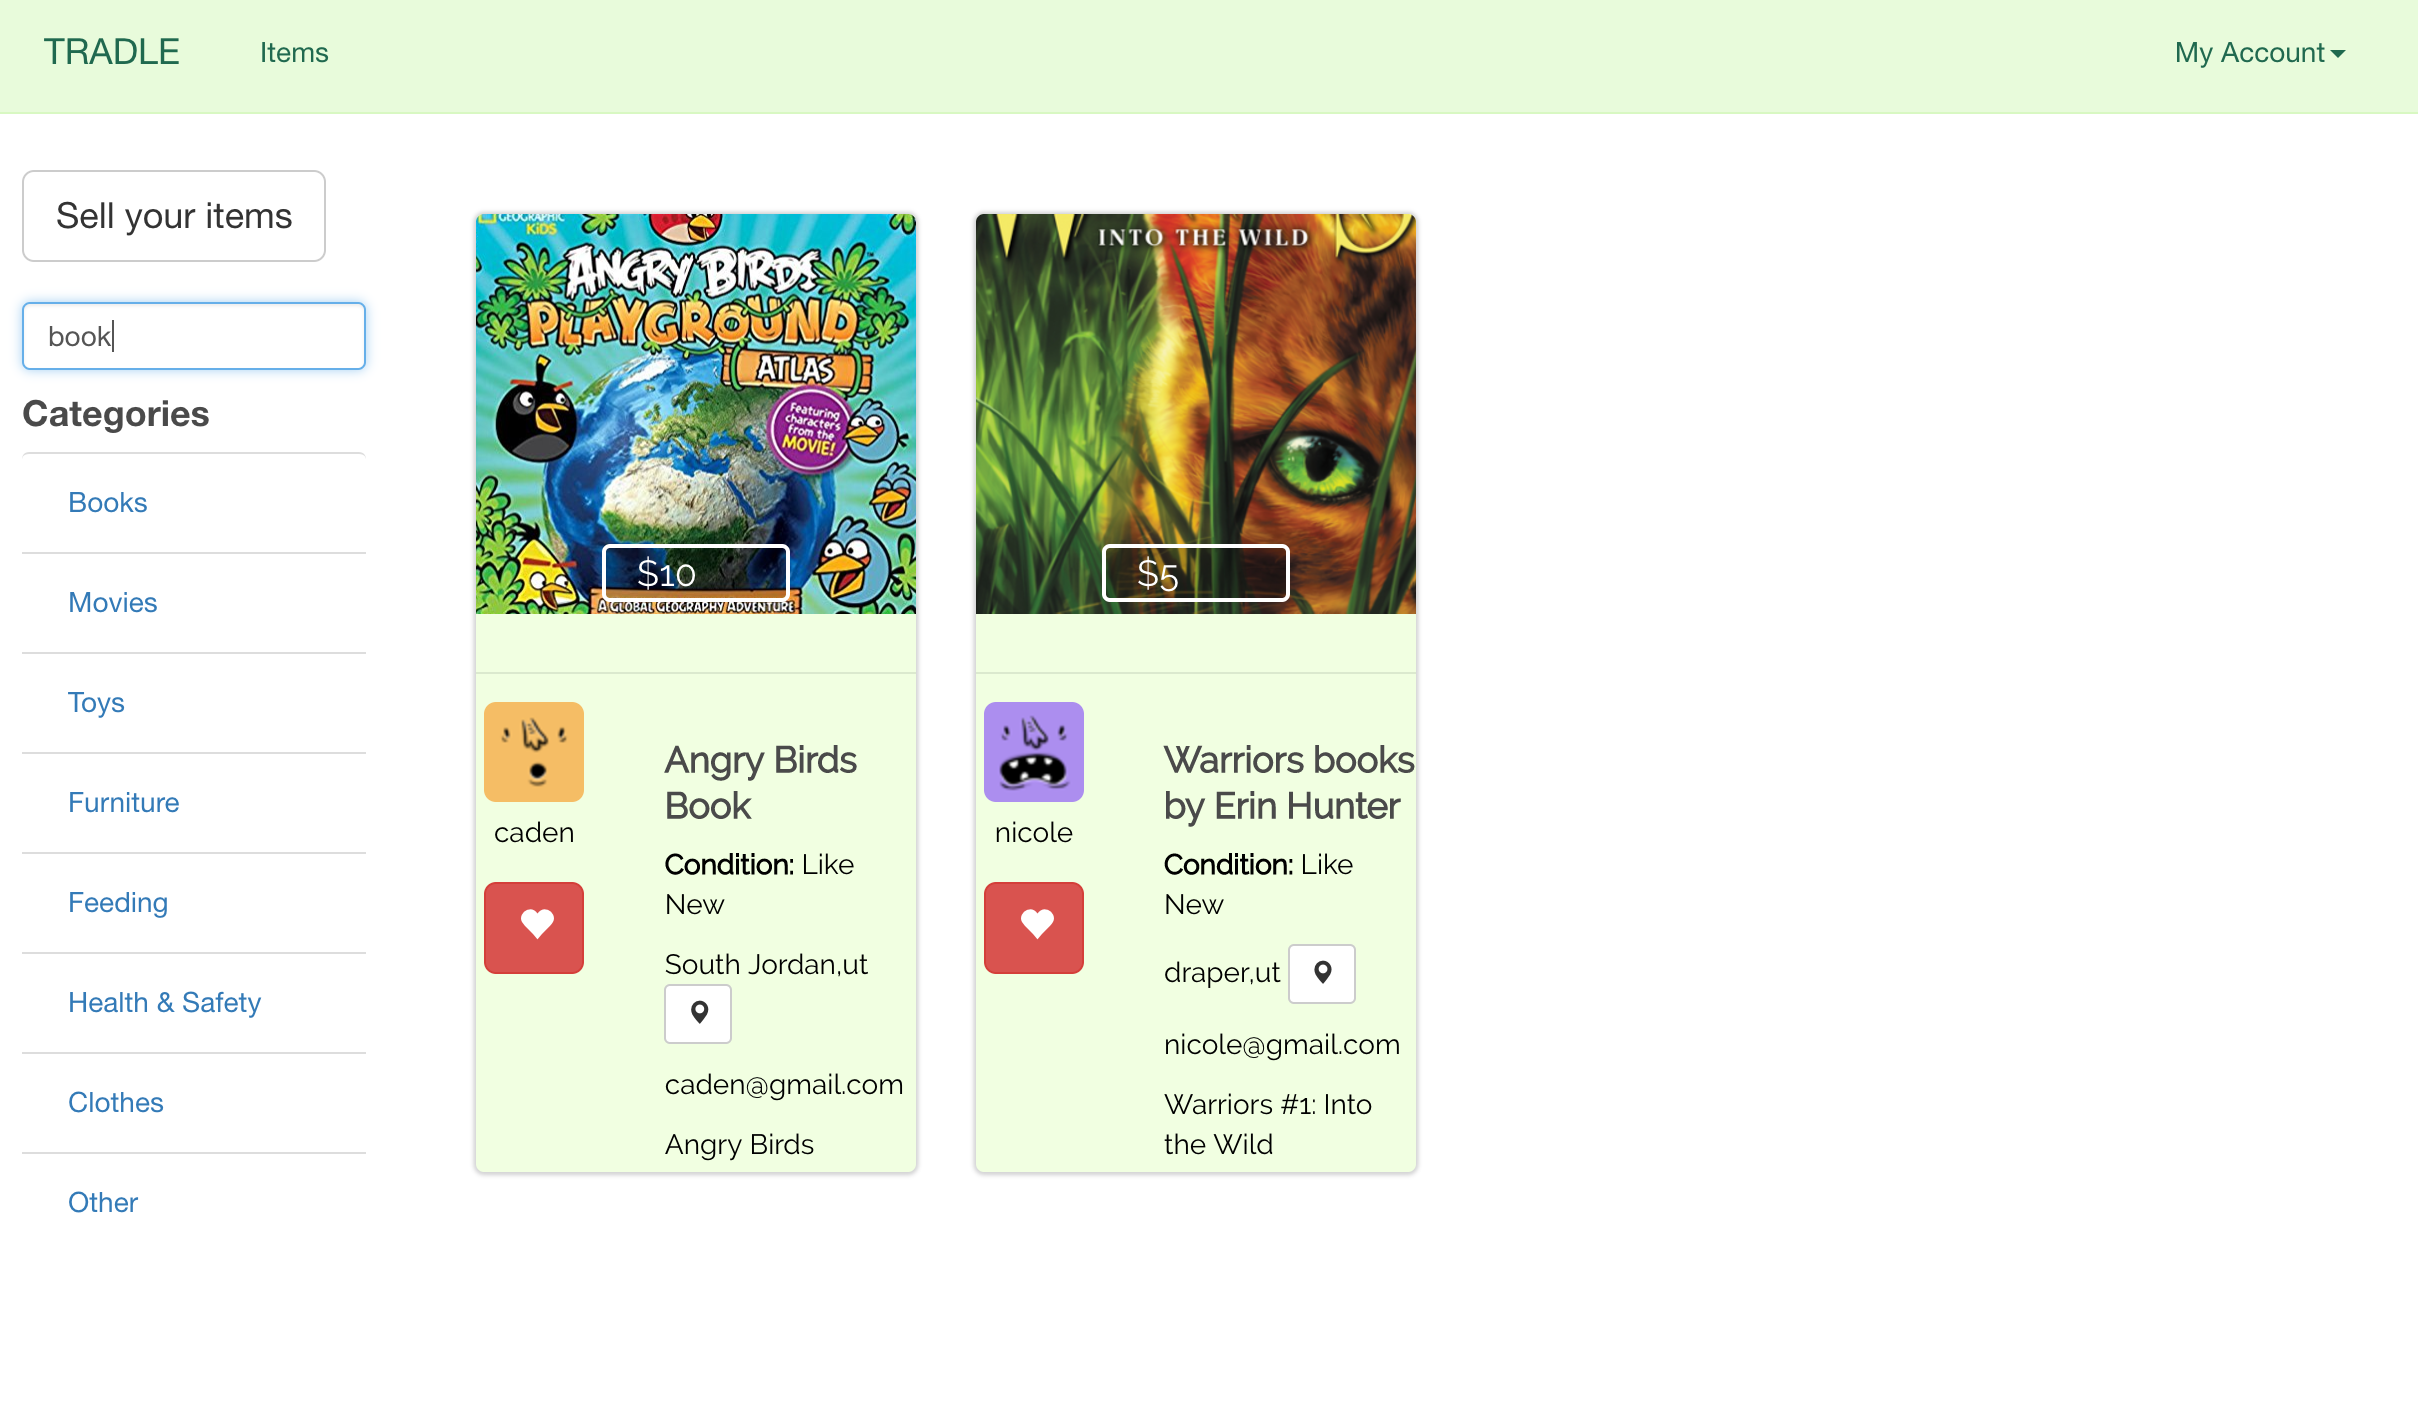 TRADLE
Items
My Account
Sell your items
book
Categories
Books
Movies
Toys
Furniture
Feeding
Health & Safety
Clothes
Other
GEOGRAPHIC
KiDS
ANGRY BIRDS
PLAYGROUND
ATLAS
Featuring
characters
from the
MOVIE!
$10
A GLOBAL GEOGRAPHY ADVENTURE
caden
Angry Birds
Book
Condition: Like
New
South Jordan,ut
caden@gmail.com
Angry Birds
INTO THE WILD
$5
nicole
Warriors books
by Erin Hunter
Condition: Like
New
draper,ut
nicole@gmail.com
Warriors #1: Into
the Wild